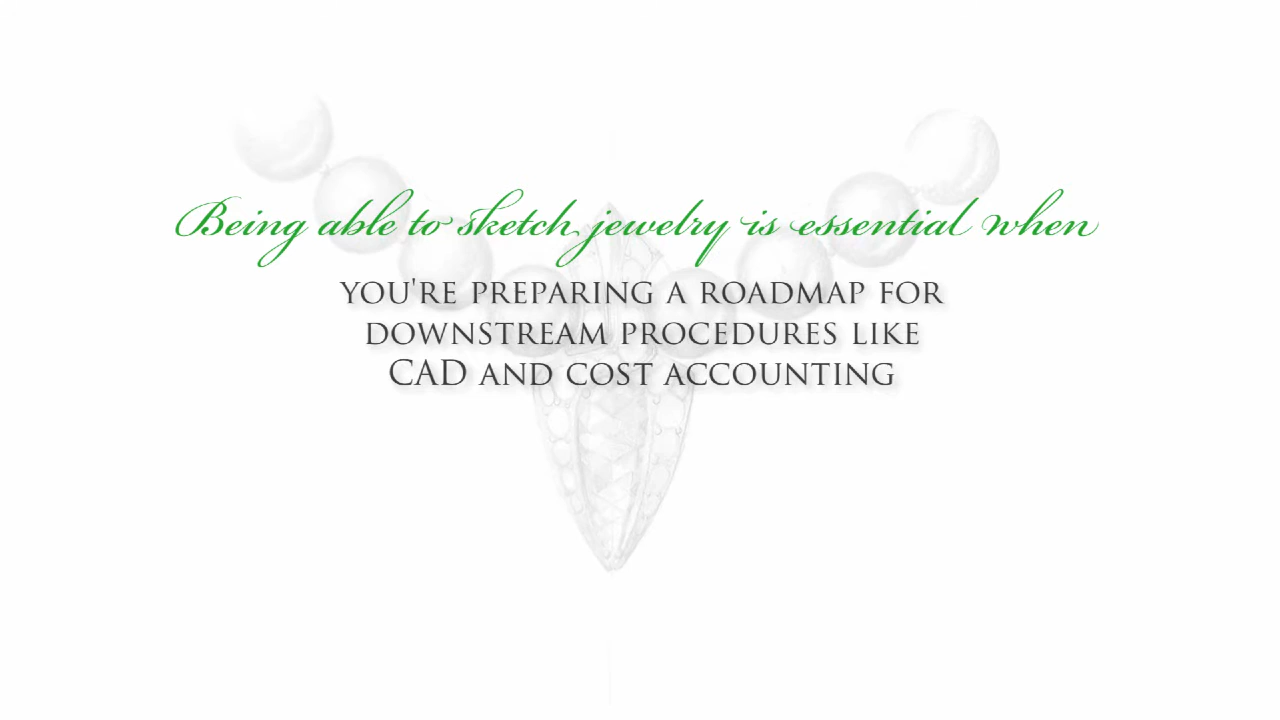 Being able to sketch jewelry is essential when
you're preparing a roadmap for
downstream procedures like
CAD and cost accounting